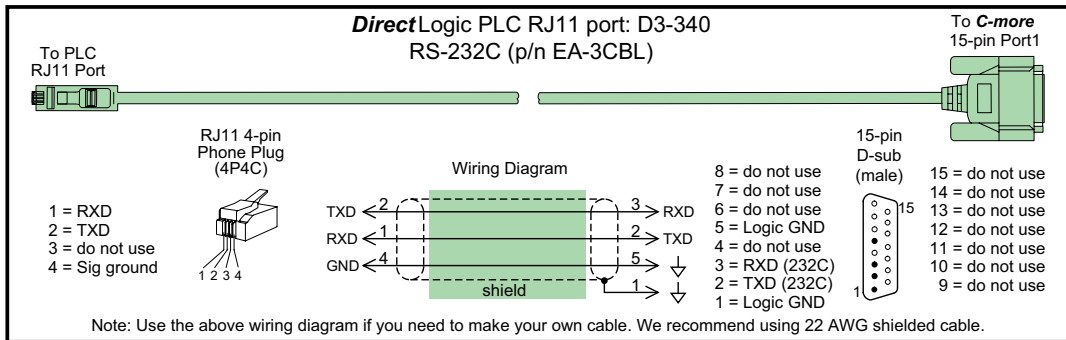 DirectLogic PLC RJ11 port: D3-340
RS-232C (p/n EA-3CBL)
To PLC
RJ11 Port
To C-more
15-pin Port1
RJ11 4-pin
Phone Plug
(4P4C)
1 = RXD
2 = TXD
3 = do not use
4 = Sig ground
1 2 3 4
Wiring Diagram
TXD 2 3 RXD
RXD 1 2 TXD
GND 4 5
1
shield
8 = do not use
7 = do not use
6 = do not use
5 = Logic GND
4 = do not use
3 = RXD (232C)
2 = TXD (232C)
1 = Logic GND
15-pin
D-sub
(male)
15
1
15 = do not use
14 = do not use
13 = do not use
12 = do not use
11 = do not use
10 = do not use
9 = do not use
Note: Use the above wiring diagram if you need to make your own cable. We recommend using 22 AWG shielded cable.